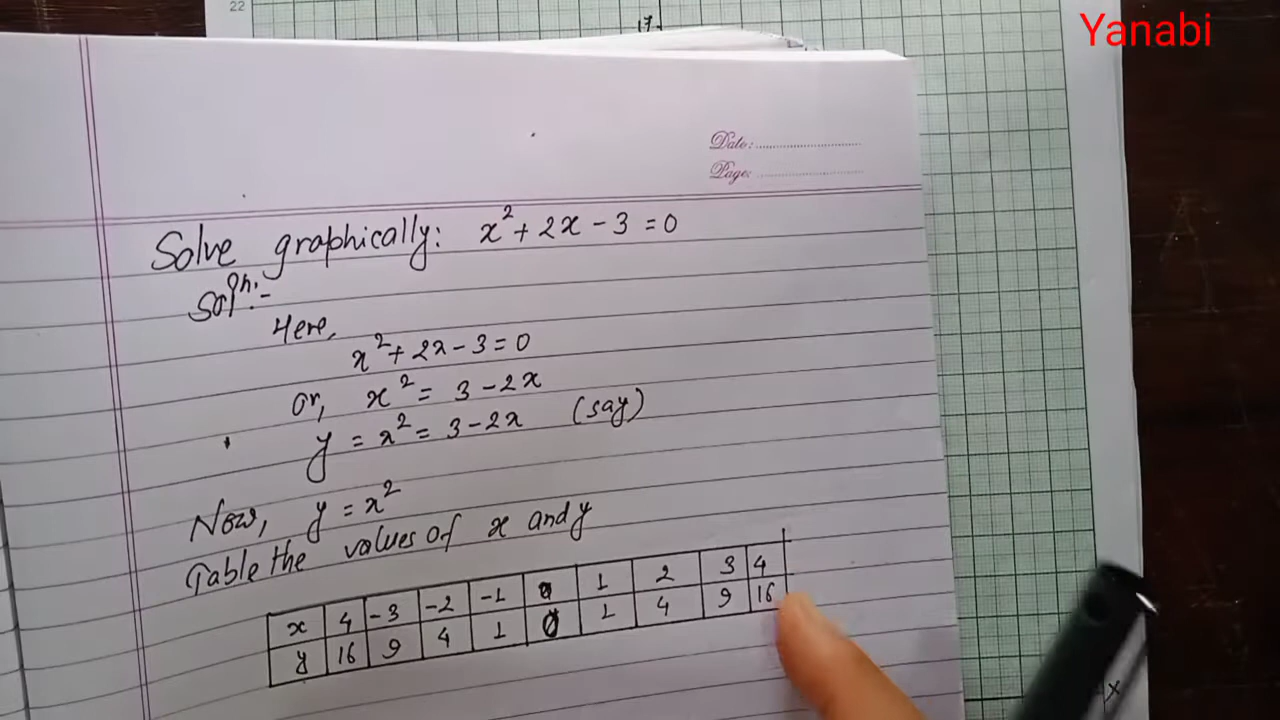 22
17
Yanabi
Date:
Page:
Solve graphically: x² + 2x - 3 = 0
Solⁿ:-
Here,
x² + 2x - 3 = 0
or, x² = 3 - 2x
y = x² = 3 - 2x (say)
Now, y = x²
Table the values of x and y
x 4 -3 -2 -1 0 1 2 3 4
y 16 9 4 1 0 1 4 9 16
X